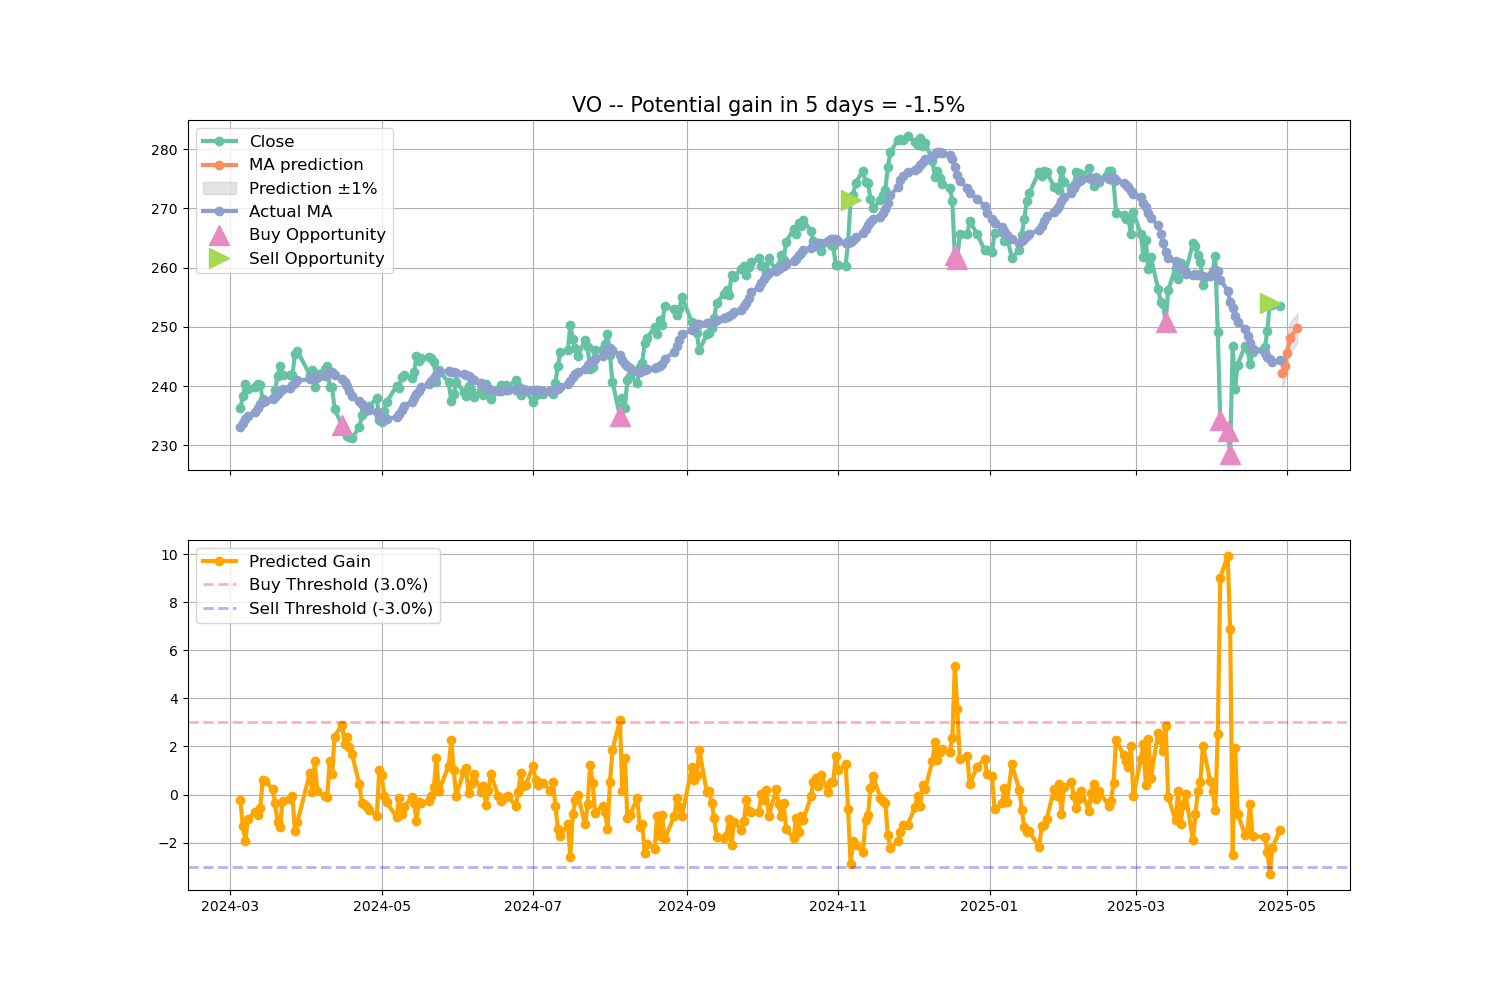 VO -- Potential gain in 5 days = -1.5%
Close
MA prediction
Prediction ±1%
Actual MA
Buy Opportunity
Sell Opportunity
280
270
260
250
240
230
Predicted Gain
Buy Threshold (3.0%)
Sell Threshold (-3.0%)
10
8
6
4
2
0
−2
2024-03 2024-05 2024-07 2024-09 2024-11 2025-01 2025-03 2025-05